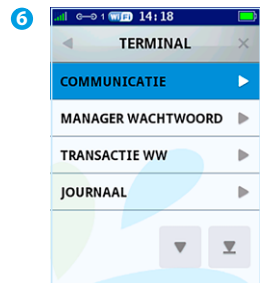 6
1 WiFi 14:18
TERMINAL
COMMUNICATIE
MANAGER WACHTWOORD
TRANSACTIE WW
JOURNAAL